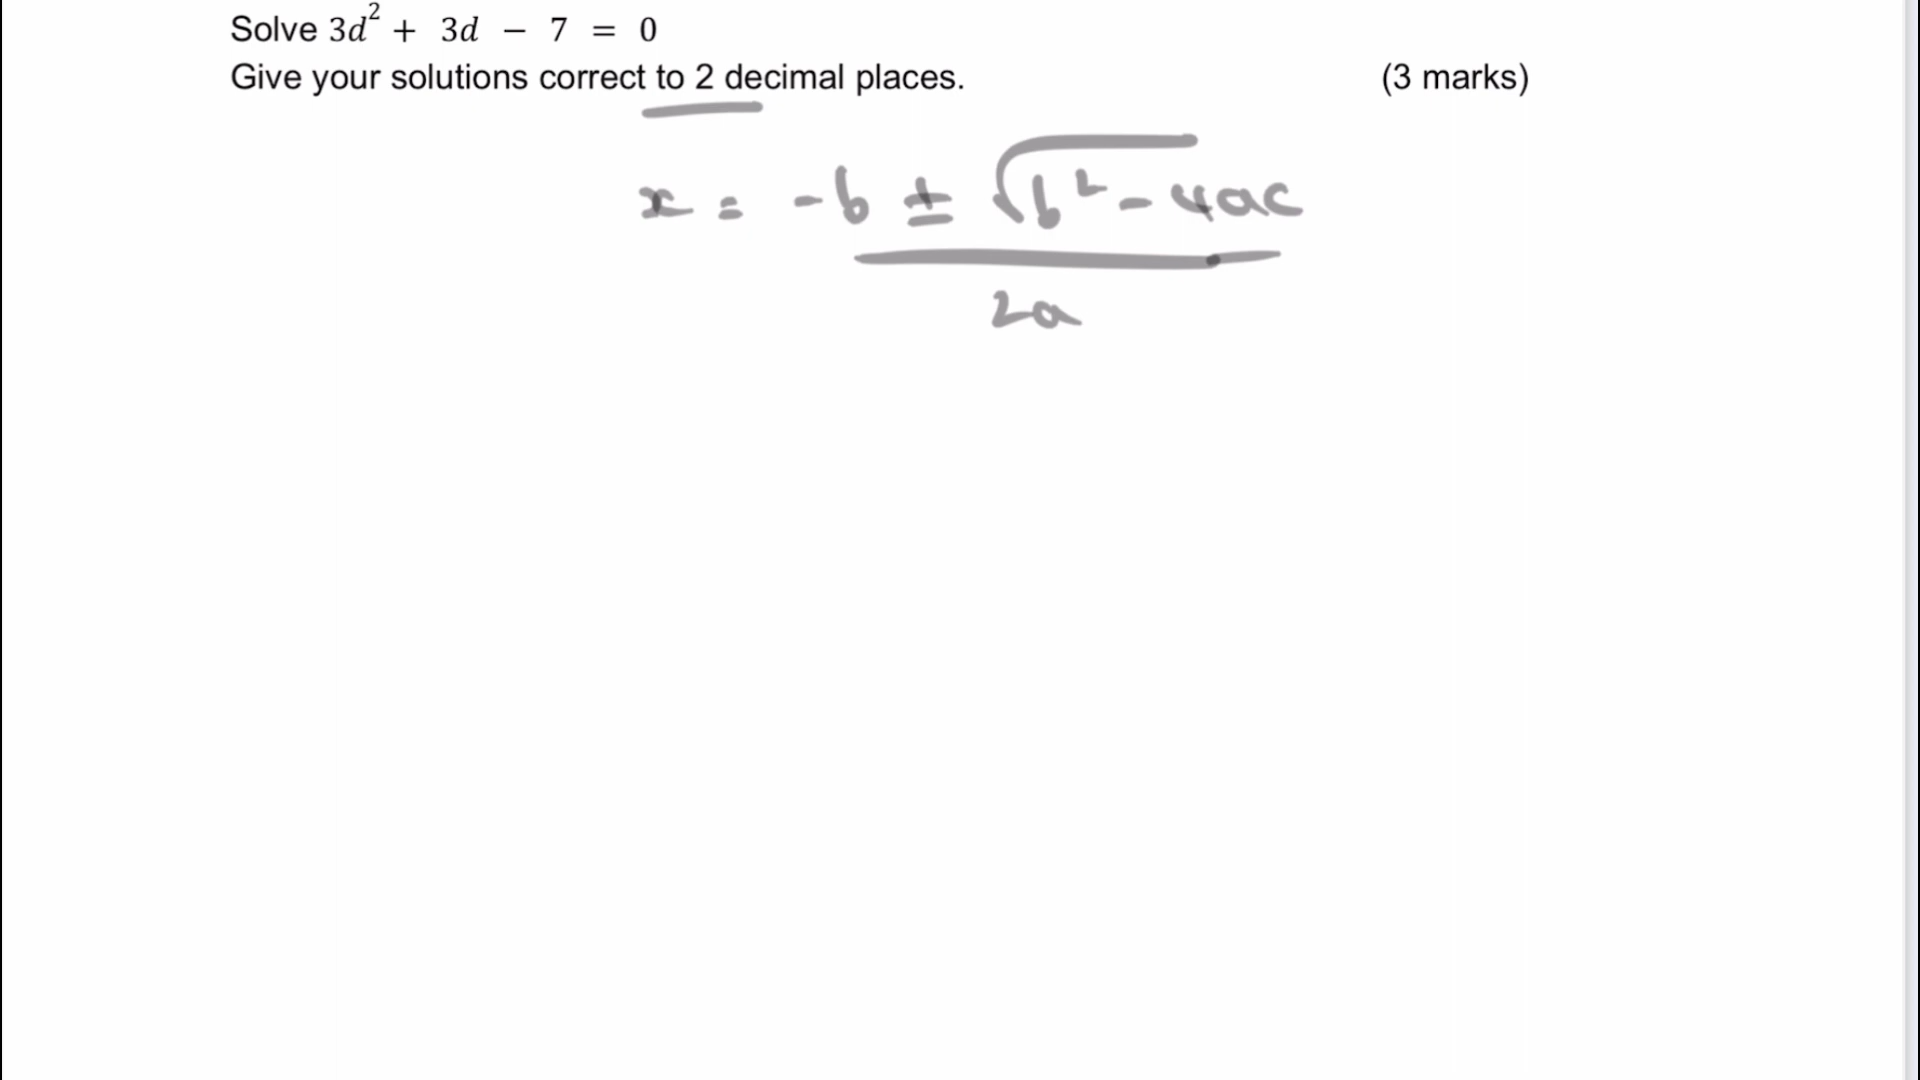 Solve 3d² + 3d − 7 = 0
Give your solutions correct to 2 decimal places. (3 marks)
x = -b ± √b² - 4ac
2a